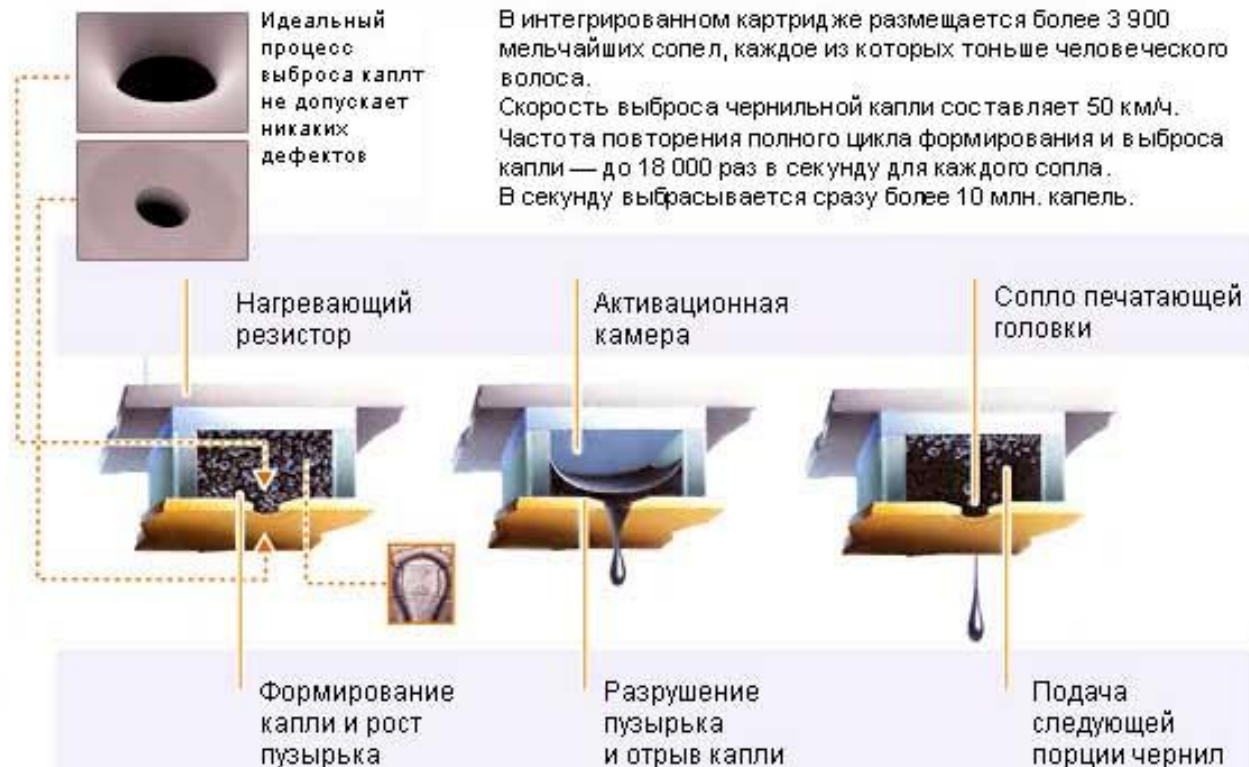 Идеальный
процесс
выброса каплт
не допускает
никаких
дефектов
В интегрированном картридже размещается более 3 900
мельчайших сопел, каждое из которых тоньше человеческого
волоса.
Скорость выброса чернильной капли составляет 50 км/ч.
Частота повторения полного цикла формирования и выброса
капли — до 18 000 раз в секунду для каждого сопла.
В секунду выбрасывается сразу более 10 млн. капель.
Нагревающий
резистор
Активационная
камера
Сопло печатающей
головки
Формирование
капли и рост
пузырька
Разрушение
пузырька
и отрыв капли
Подача
следующей
порции чернил